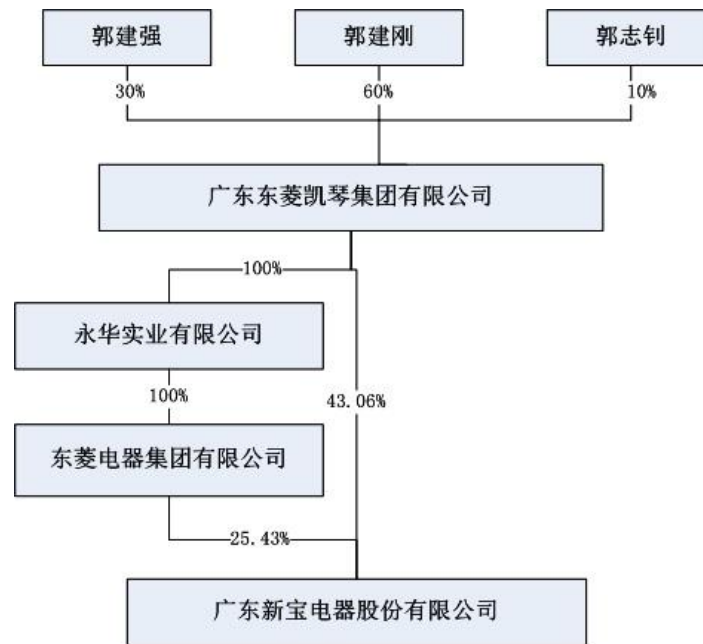 郭建强
郭建刚
郭志钊
30%
60%
10%
广东东菱凯琴集团有限公司
100%
永华实业有限公司
100%
43.06%
东菱电器集团有限公司
25.43%
广东新宝电器股份有限公司